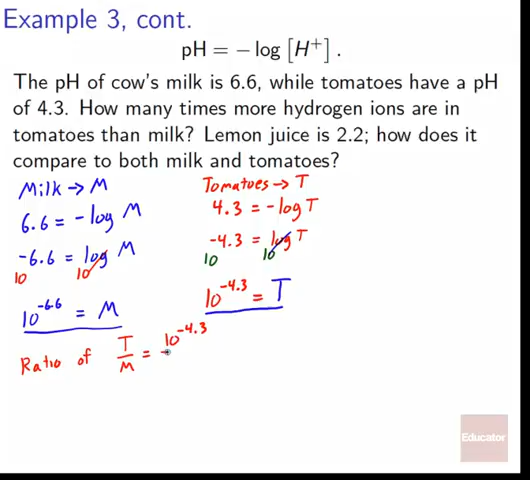 Example 3, cont.
pH = − log [H⁺] .
The pH of cow's milk is 6.6, while tomatoes have a pH
of 4.3. How many times more hydrogen ions are in
tomatoes than milk? Lemon juice is 2.2; how does it
compare to both milk and tomatoes?
Milk → M
6.6 = − log M
-6.6 = log M
10 10
10^-6.6 = M
Tomatoes → T
4.3 = − log T
-4.3 = log T
10 10
10^-4.3 = T
Ratio of T/M = 10^-4.3
Educator